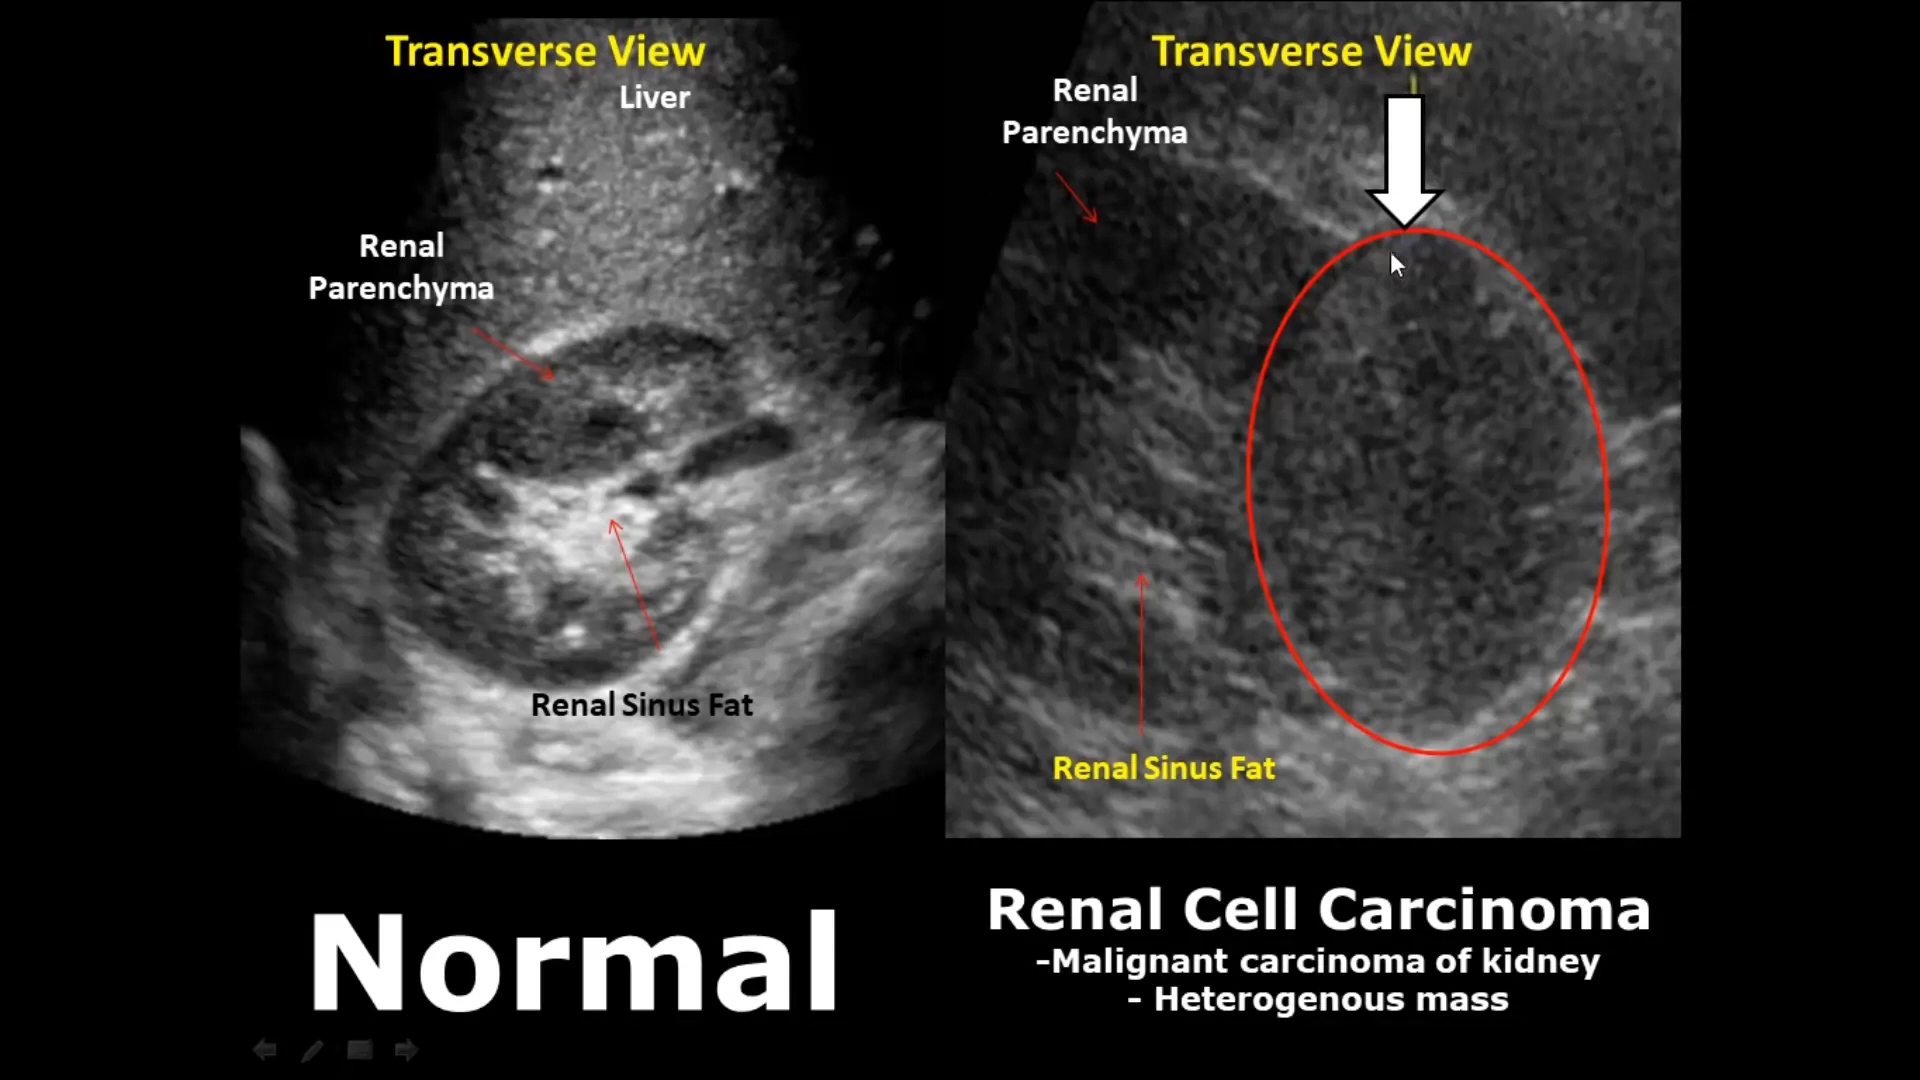 Transverse View
Liver
Renal
Parenchyma
Renal Sinus Fat
Normal
Transverse View
Renal
Parenchyma
Renal Sinus Fat
Renal Cell Carcinoma
-Malignant carcinoma of kidney
- Heterogenous mass